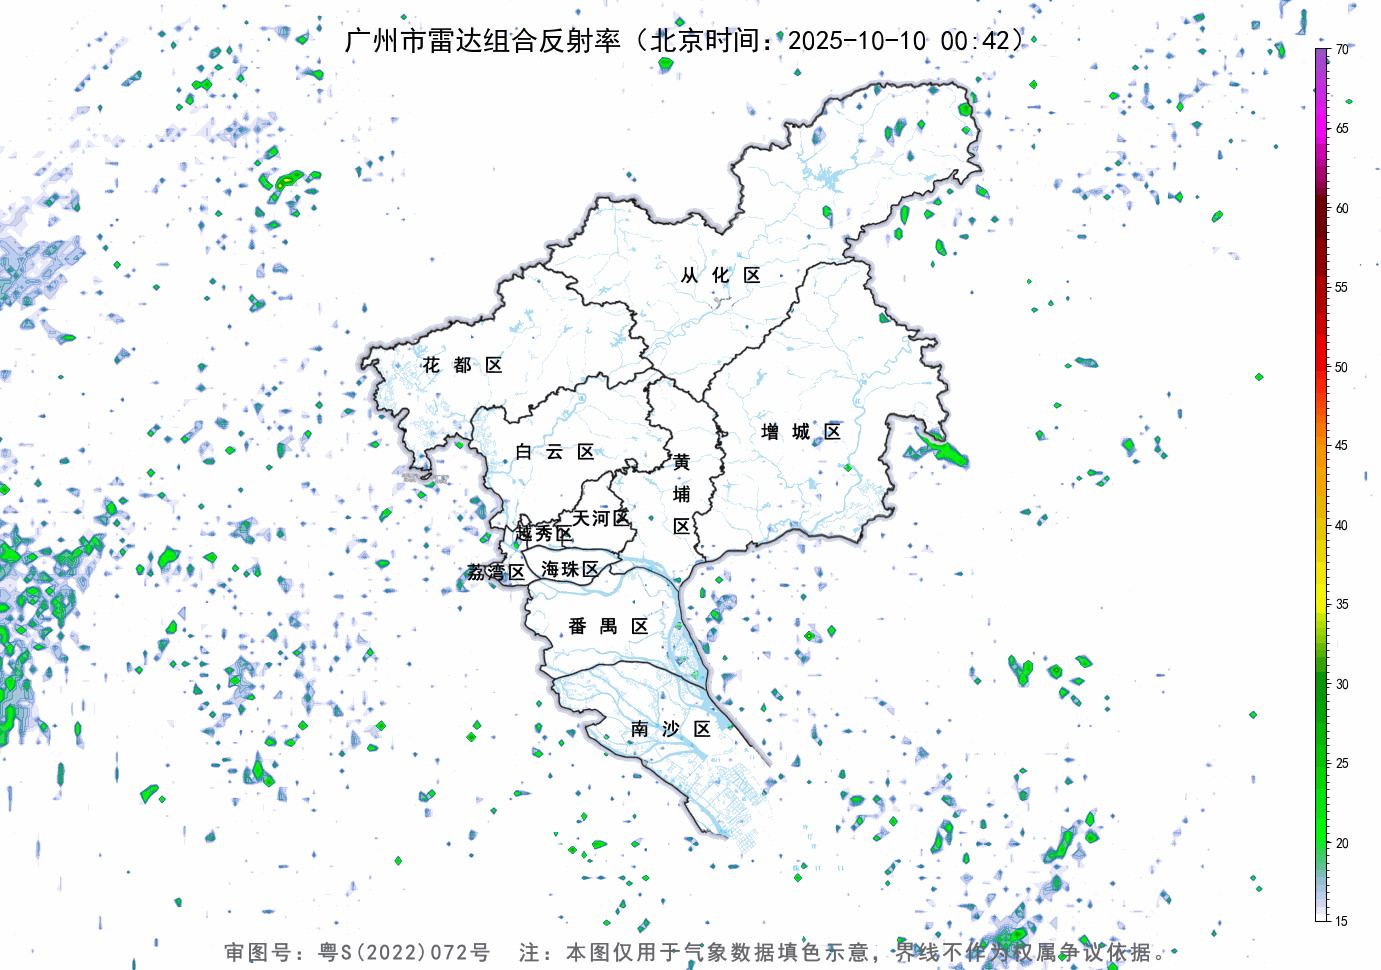 广州市雷达组合反射率（北京时间：2025-10-10 00:42）
70
65
60
55
50
45
40
35
30
25
20
15
从化区
花都区
增城区
白云区
黄埔区
天河区
越秀区
海珠区
荔湾区
番禺区
南沙区
审图号：粤S(2022)072号 注：本图仅用于气象数据填色示意，界线不作为权属争议依据。